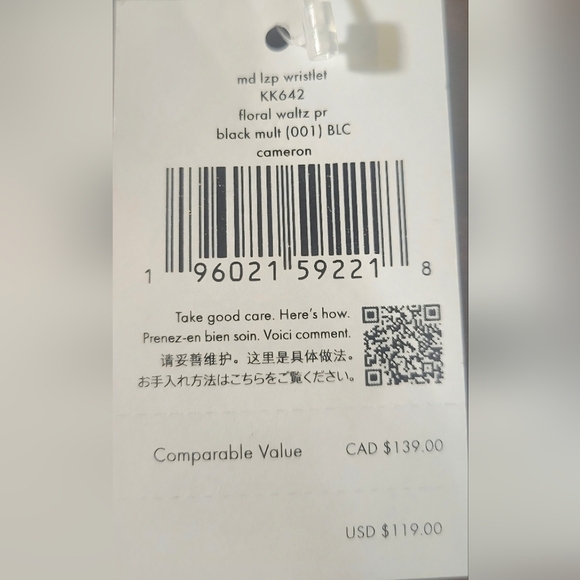 md lzp wristlet
KK642
floral waltz pr
black mult (001) BLC
cameron
1 96021 59221 8
Take good care. Here's how.
Prenez-en bien soin. Voici comment.
请妥善维护。这里是具体做法。
お手入れ方法はこちらをご覧ください。
Comparable Value CAD $139.00
USD $119.00